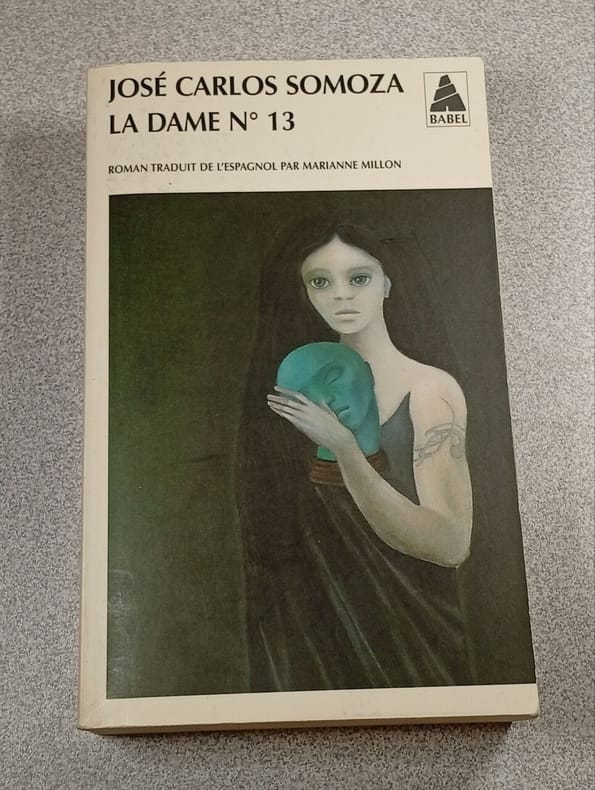 JOSÉ CARLOS SOMOZA
LA DAME N° 13
BABEL
ROMAN TRADUIT DE L'ESPAGNOL PAR MARIANNE MILLON